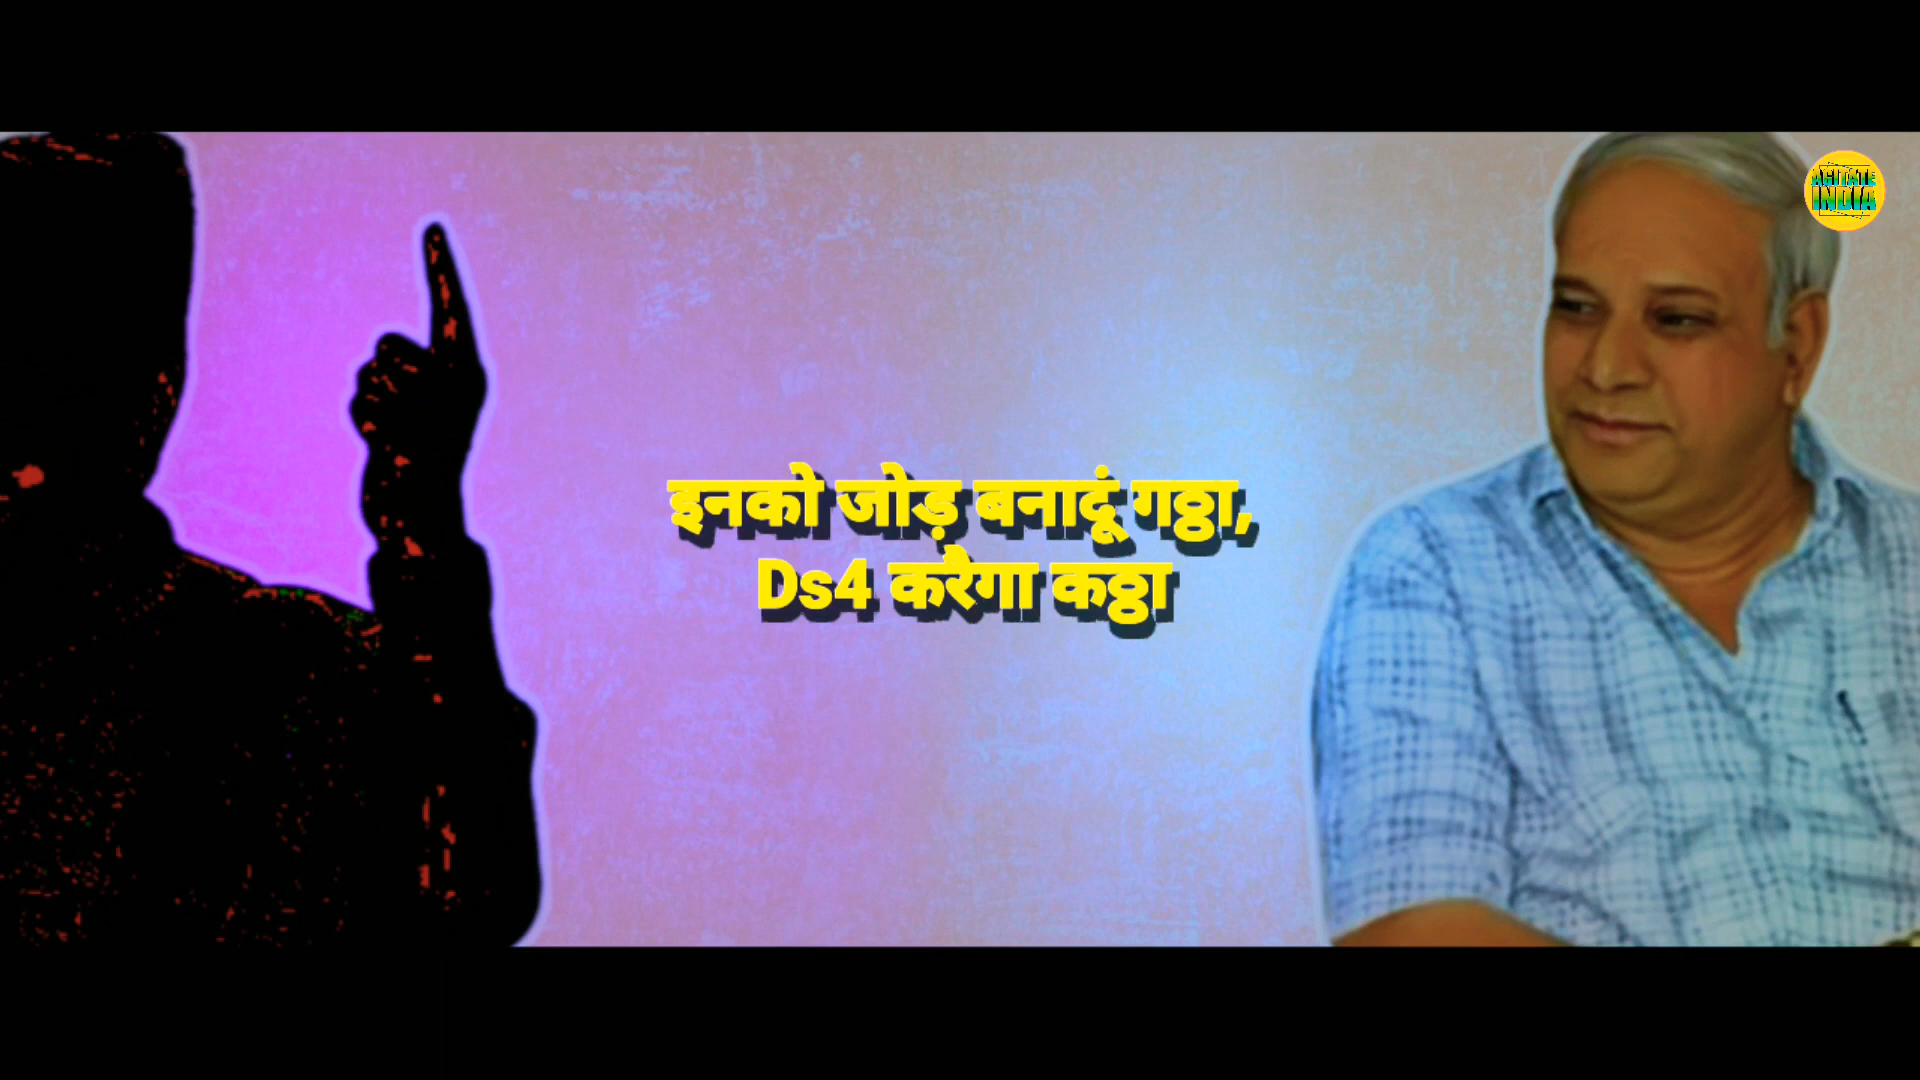 AGITATE
INDIA
इनको जोड़ बनादूं गठ्ठा,
Ds4 करैगा कठ्ठा